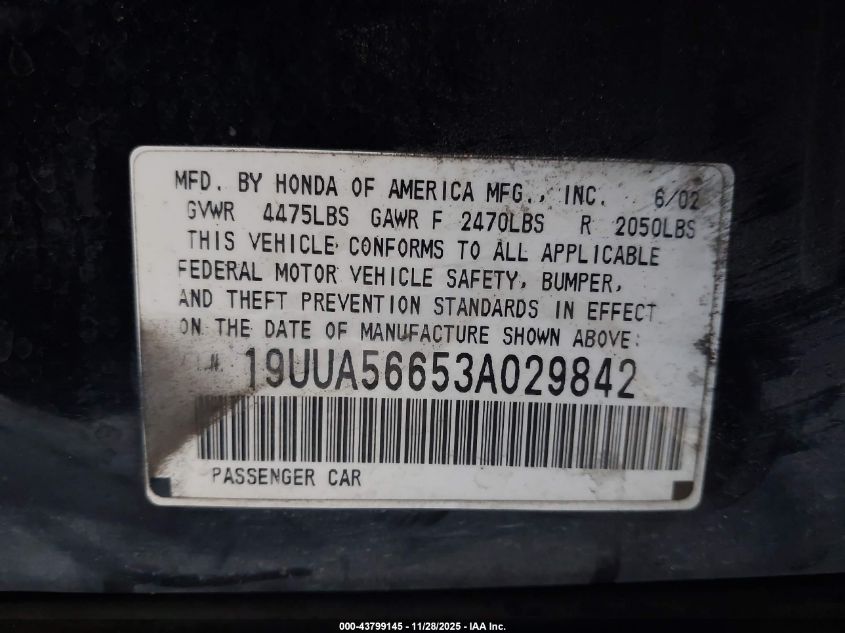 MFD. BY HONDA OF AMERICA MFG., INC. 6/02
GVWR 4475LBS GAWR F 2470LBS R 2050LBS
THIS VEHICLE CONFORMS TO ALL APPLICABLE
FEDERAL MOTOR VEHICLE SAFETY, BUMPER,
AND THEFT PREVENTION STANDARDS IN EFFECT
ON THE DATE OF MANUFACTURE SHOWN ABOVE:
19UUA56653A029842
PASSENGER CAR
000-43799145 - 11/28/2025 - IAA Inc.